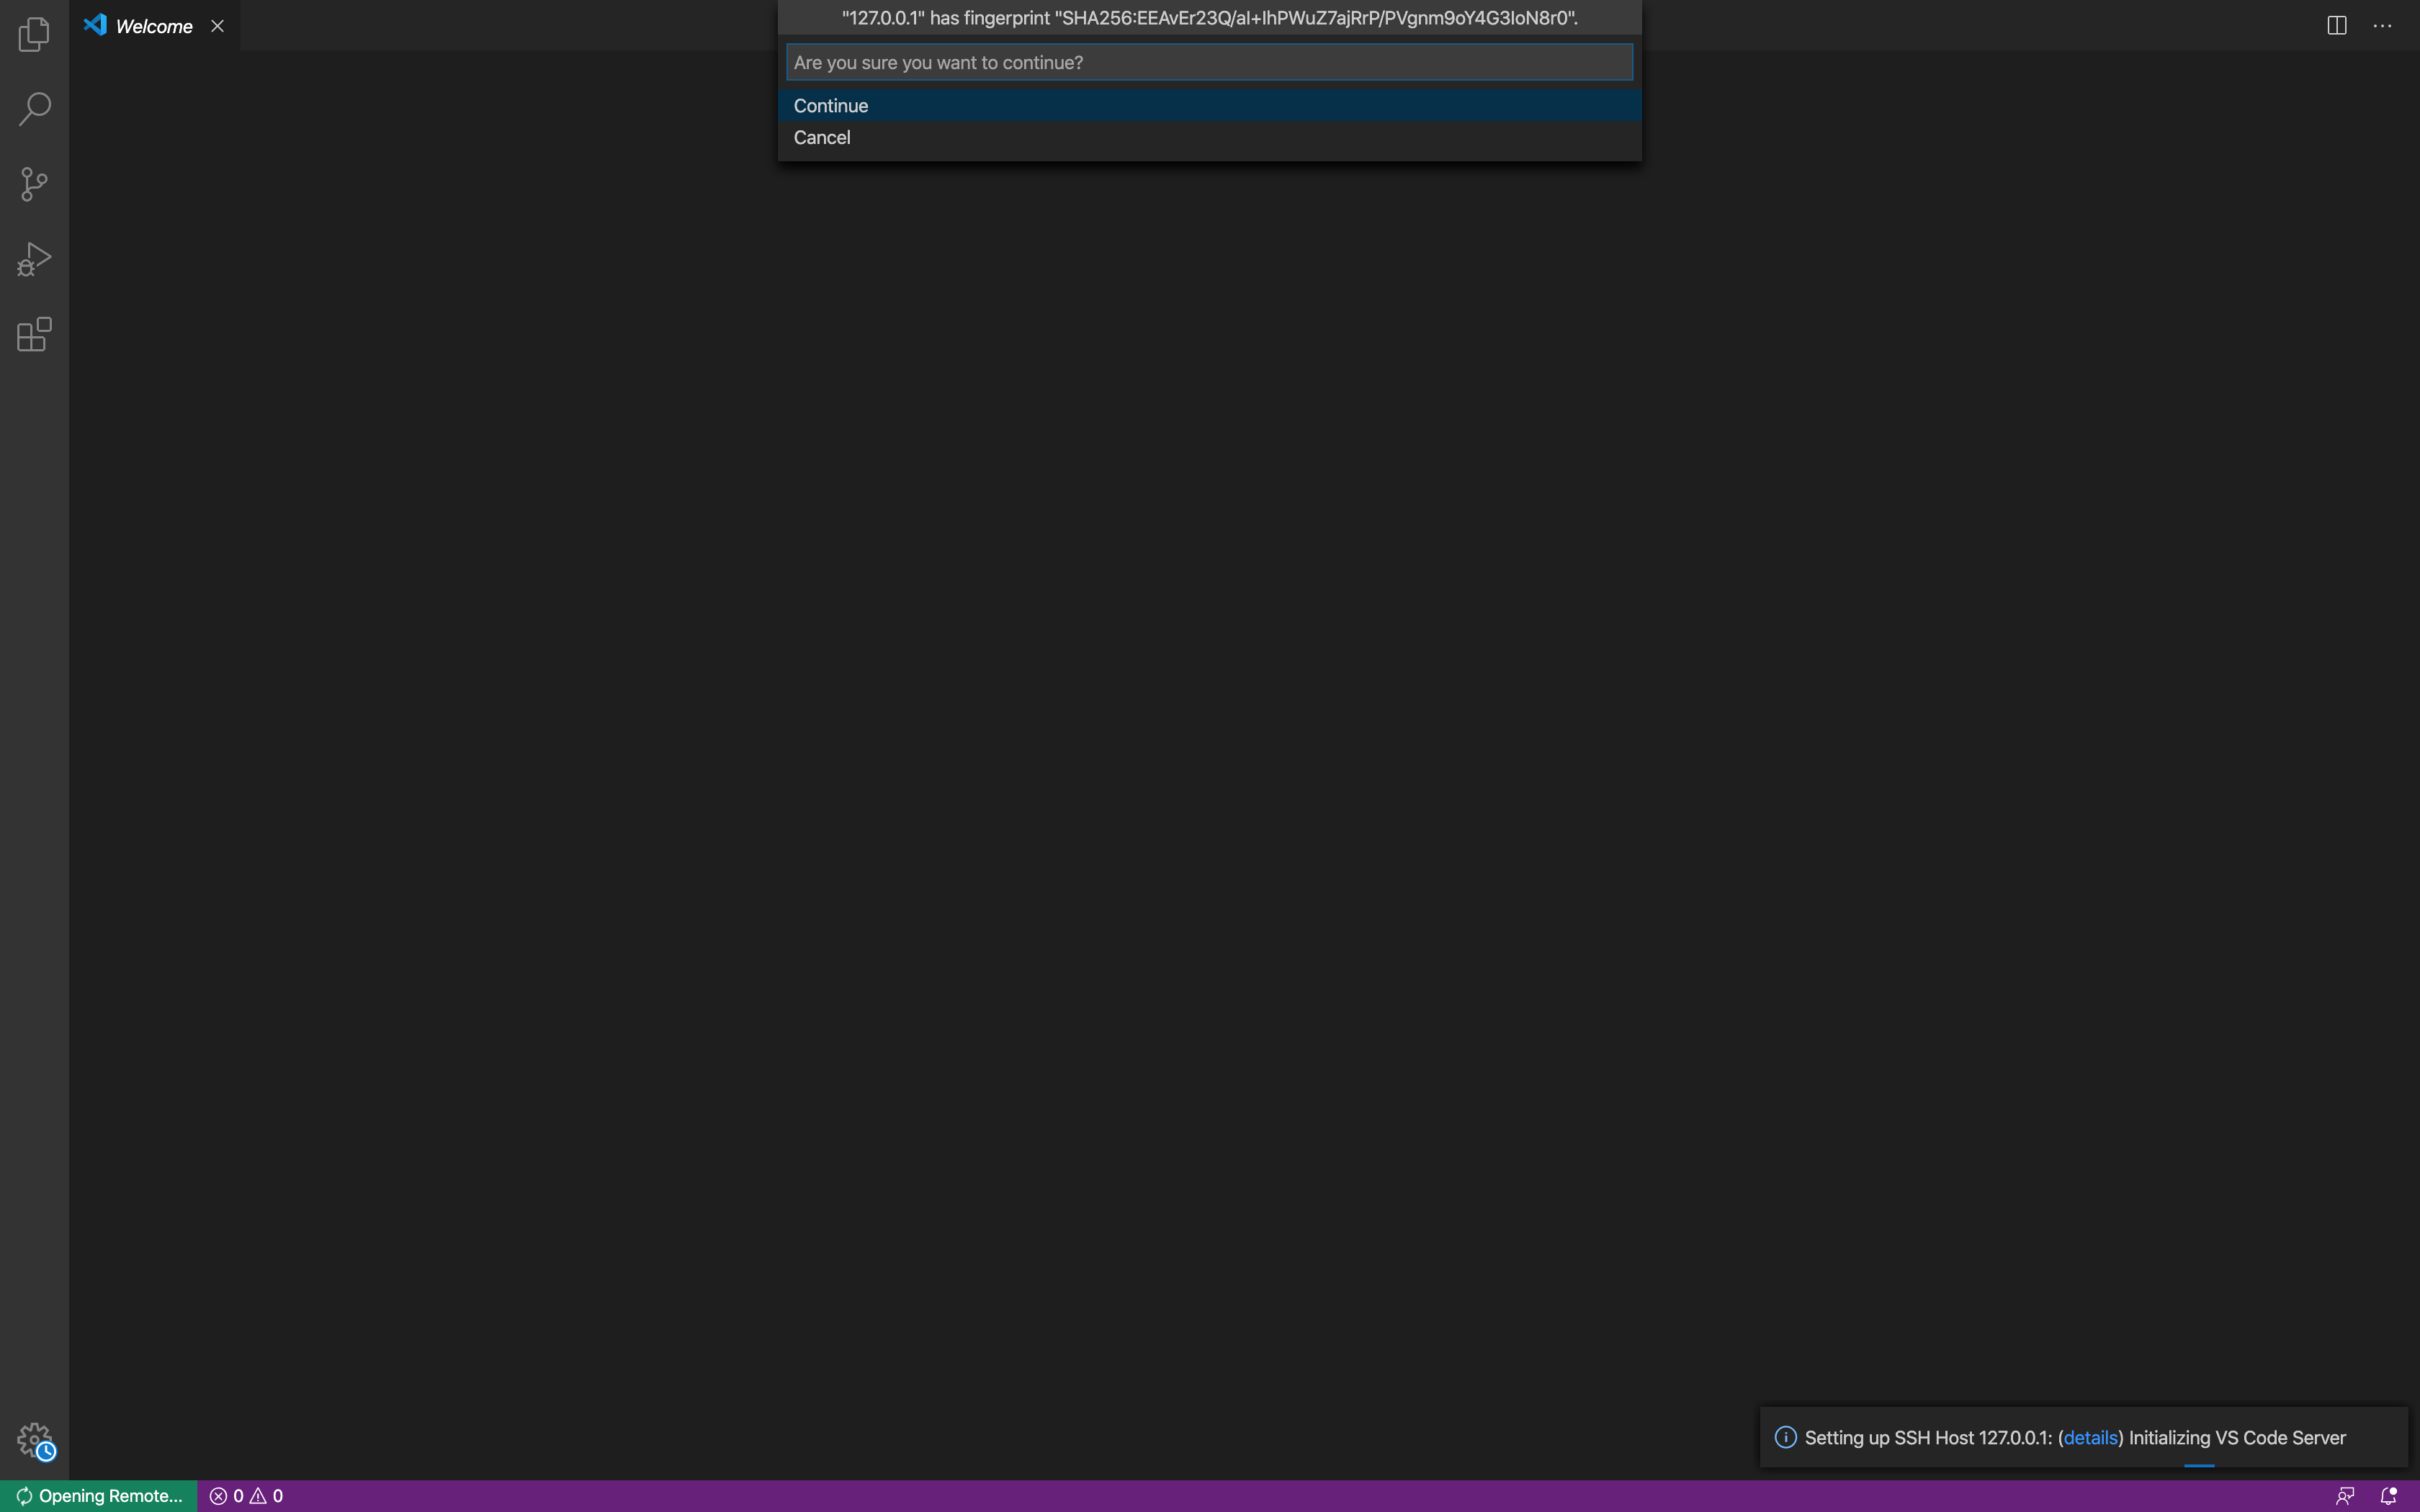 Welcome
"127.0.0.1" has fingerprint "SHA256:EEAvEr23Q/aI+IhPWuZ7ajRrP/PVgnm9oY4G3IoN8r0".
Are you sure you want to continue?
Continue
Cancel
Setting up SSH Host 127.0.0.1: (details) Initializing VS Code Server
Opening Remote... 0 0